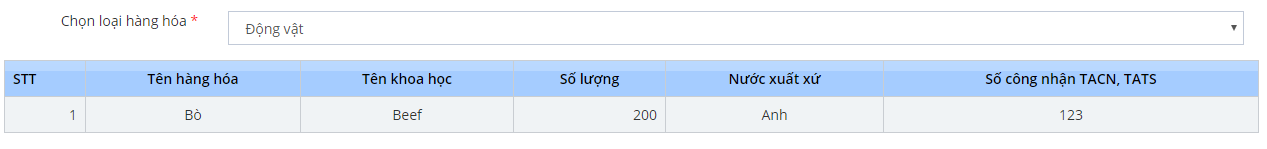 Chọn loại hàng hóa *
Động vật
STT Tên hàng hóa Tên khoa học Số lượng Nước xuất xứ Số công nhận TACN, TATS
1 Bò Beef 200 Anh 123